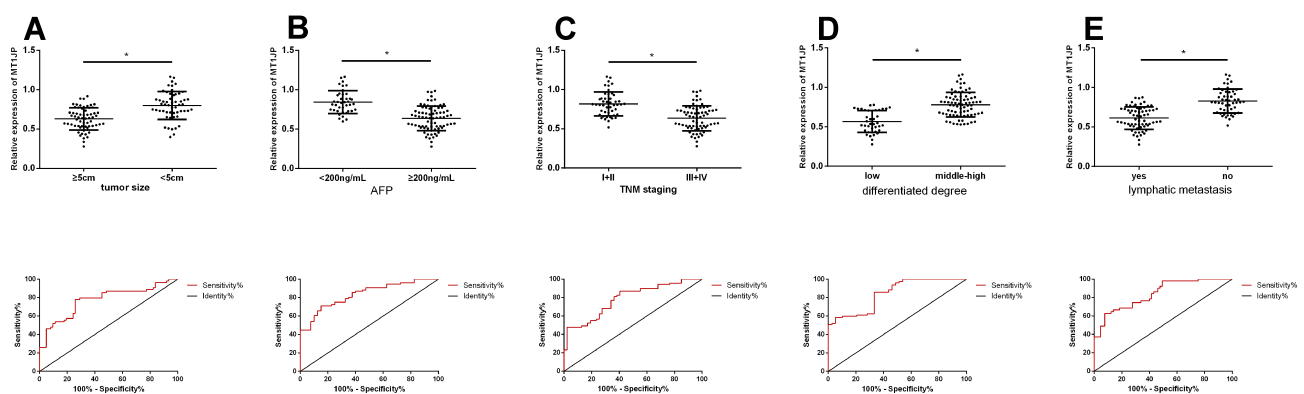 A B C D E
Relative expression of MT1JP
1.5
1.0
0.5
0.0
*
≥5cm <5cm
tumor size
Relative expression of MT1JP
1.5
1.0
0.5
0.0
*
<200ng/mL ≥200ng/mL
AFP
Relative expression of MT1JP
1.5
1.0
0.5
0.0
*
I+II III+IV
TNM staging
Relative expression of MT1JP
1.5
1.0
0.5
0.0
*
low middle-high
differentiated degree
Relative expression of MT1JP
1.5
1.0
0.5
0.0
*
yes no
lymphatic metastasis
Sensitivity%
100
80
60
40
20
0
0 20 40 60 80 100
100% - Specificity%
Sensitivity%
Identity%
Sensitivity%
100
80
60
40
20
0
0 20 40 60 80 100
100% - Specificity%
Sensitivity%
Identity%
Sensitivity%
100
80
60
40
20
0
0 20 40 60 80 100
100% - Specificity%
Sensitivity%
Identity%
Sensitivity%
100
80
60
40
20
0
0 20 40 60 80 100
100% - Specificity%
Sensitivity%
Identity%
Sensitivity%
100
80
60
40
20
0
0 20 40 60 80 100
100% - Specificity%
Sensitivity%
Identity%